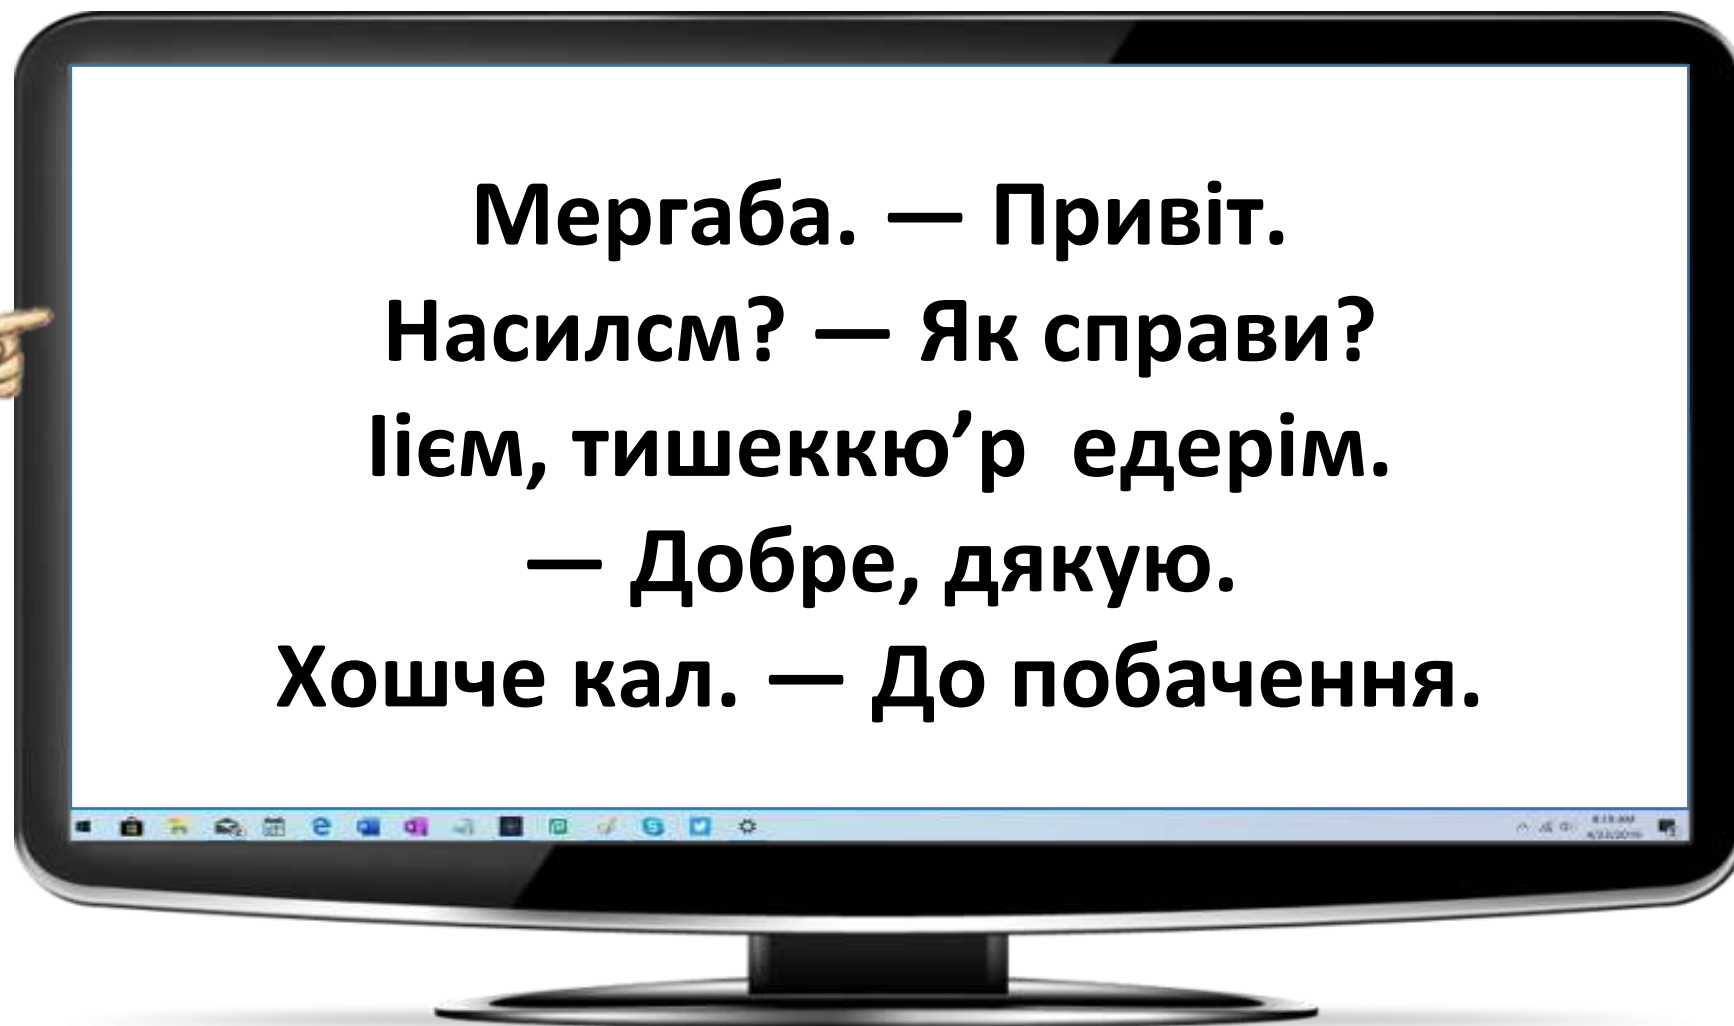 Мергаба. — Привіт.
Насилсм? — Як справи?
Іієм, тишеккю’р едерім.
— Добре, дякую.
Хошче кал. — До побачення.